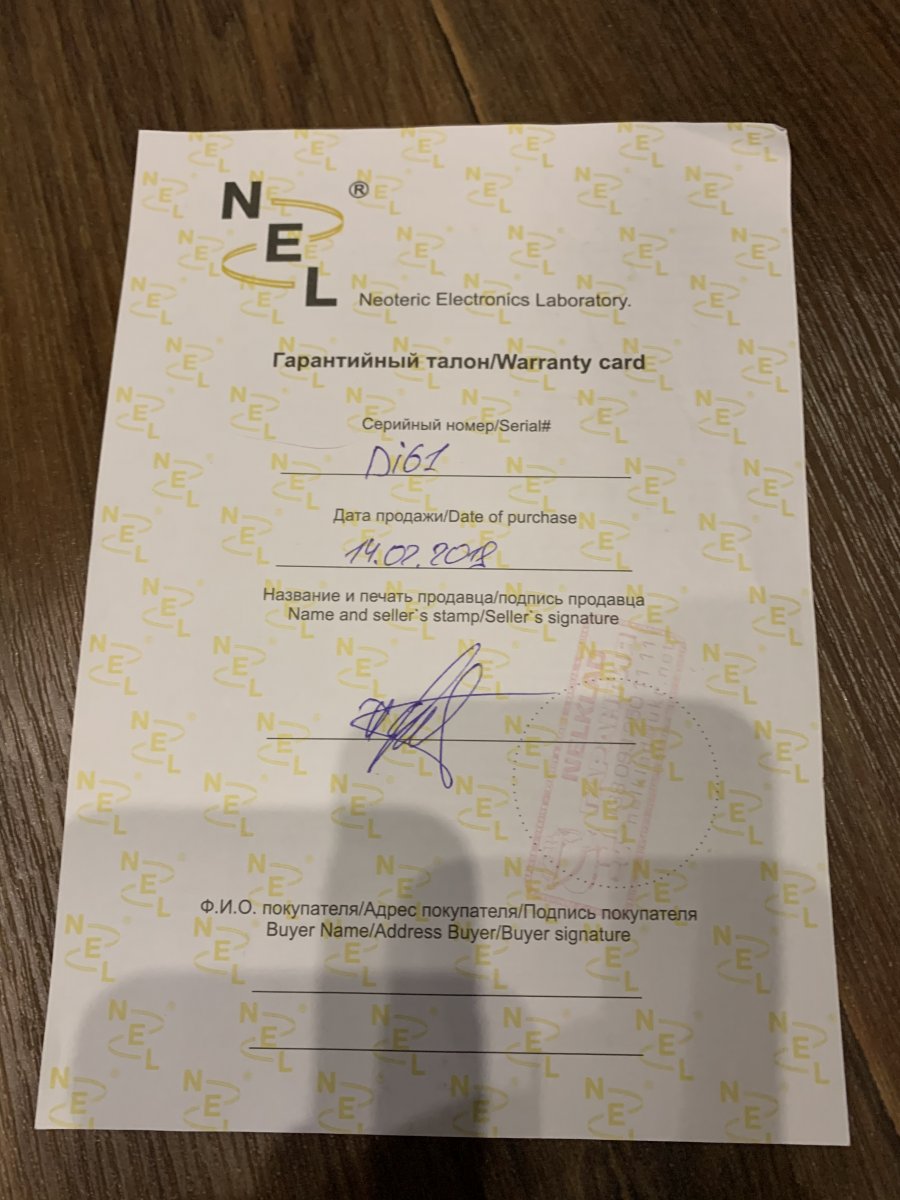 NEL®
Neoteric Electronics Laboratory.
Гарантийный талон/Warranty card
Серийный номер/Serial#
Di61
Дата продажи/Date of purchase
14.02.2018
Название и печать продавца/подпись продавца
Name and seller`s stamp/Seller`s signature
Ф.И.О. покупателя/Адрес покупателя/Подпись покупателя
Buyer Name/Address Buyer/Buyer signature